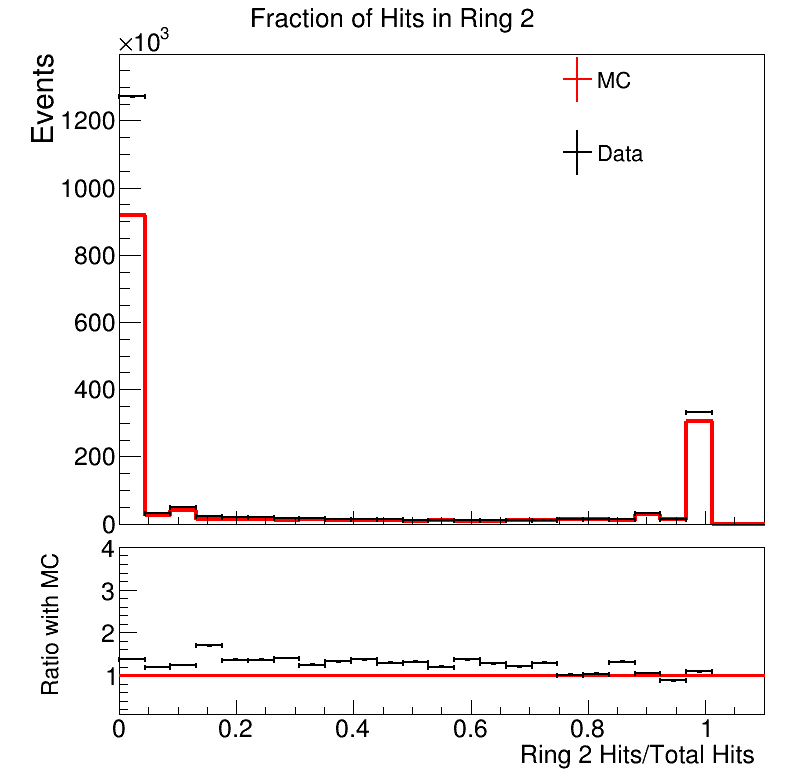 Fraction of Hits in Ring 2
×10³
Events
1200
1000
800
600
400
200
0
MC
Data
Ratio with MC
4
3
2
1
0 0.2 0.4 0.6 0.8 1
Ring 2 Hits/Total Hits